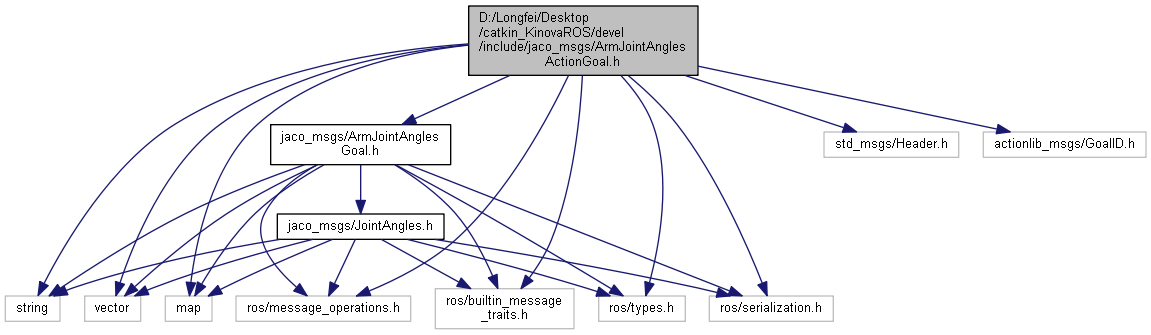 D:/Longfei/Desktop
/catkin_KinovaROS/devel
/include/jaco_msgs/ArmJointAngles
ActionGoal.h
jaco_msgs/ArmJointAngles
Goal.h
std_msgs/Header.h
actionlib_msgs/GoalID.h
jaco_msgs/JointAngles.h
string
vector
map
ros/message_operations.h
ros/builtin_message
_traits.h
ros/types.h
ros/serialization.h